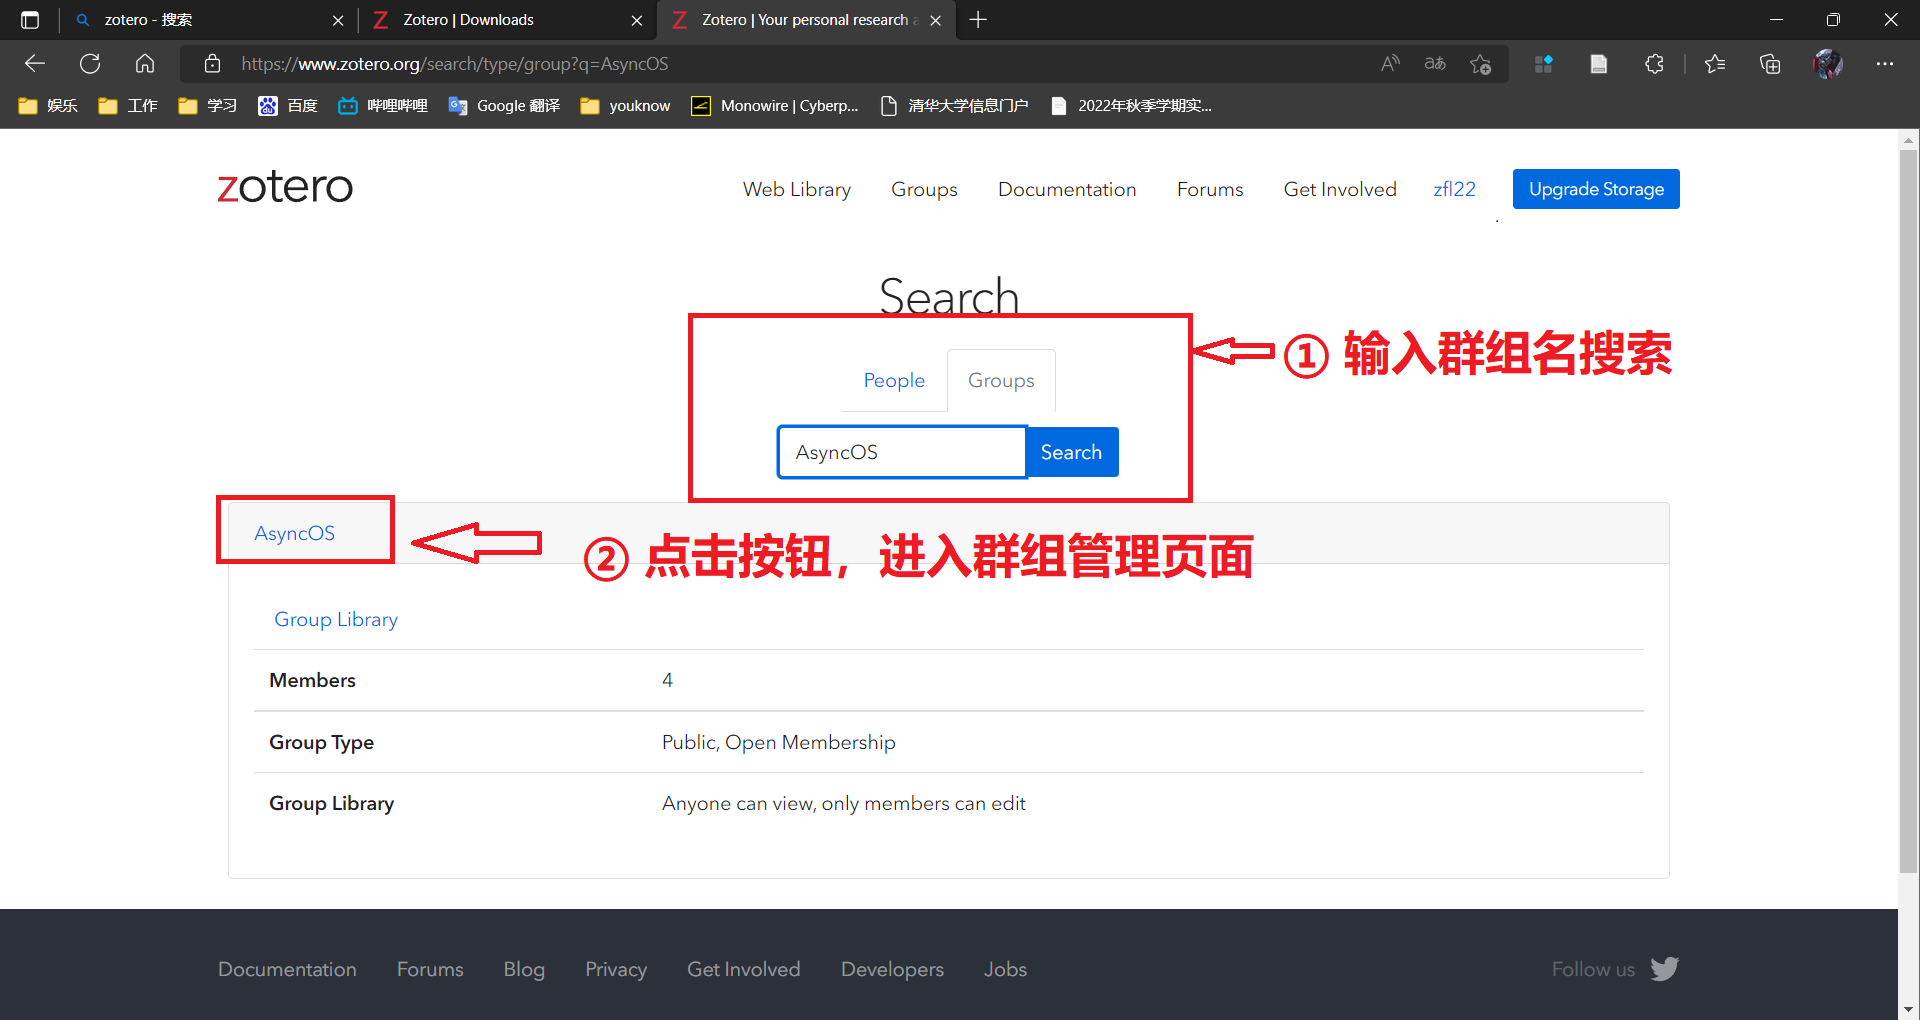 zotero - 搜索
Zotero | Downloads
Zotero | Your personal research a
https://www.zotero.org/search/type/group?q=AsyncOS
娱乐 工作 学习 百度 哔哩哔哩 Google 翻译 youknow Monowire | Cyberp... 清华大学信息门户 2022年秋季学期实...
zotero
Web Library Groups Documentation Forums Get Involved zfl22 Upgrade Storage
Search
① 输入群组名搜索
People Groups
AsyncOS Search
AsyncOS
② 点击按钮，进入群组管理页面
Group Library
Members 4
Group Type Public, Open Membership
Group Library Anyone can view, only members can edit
Documentation Forums Blog Privacy Get Involved Developers Jobs Follow us